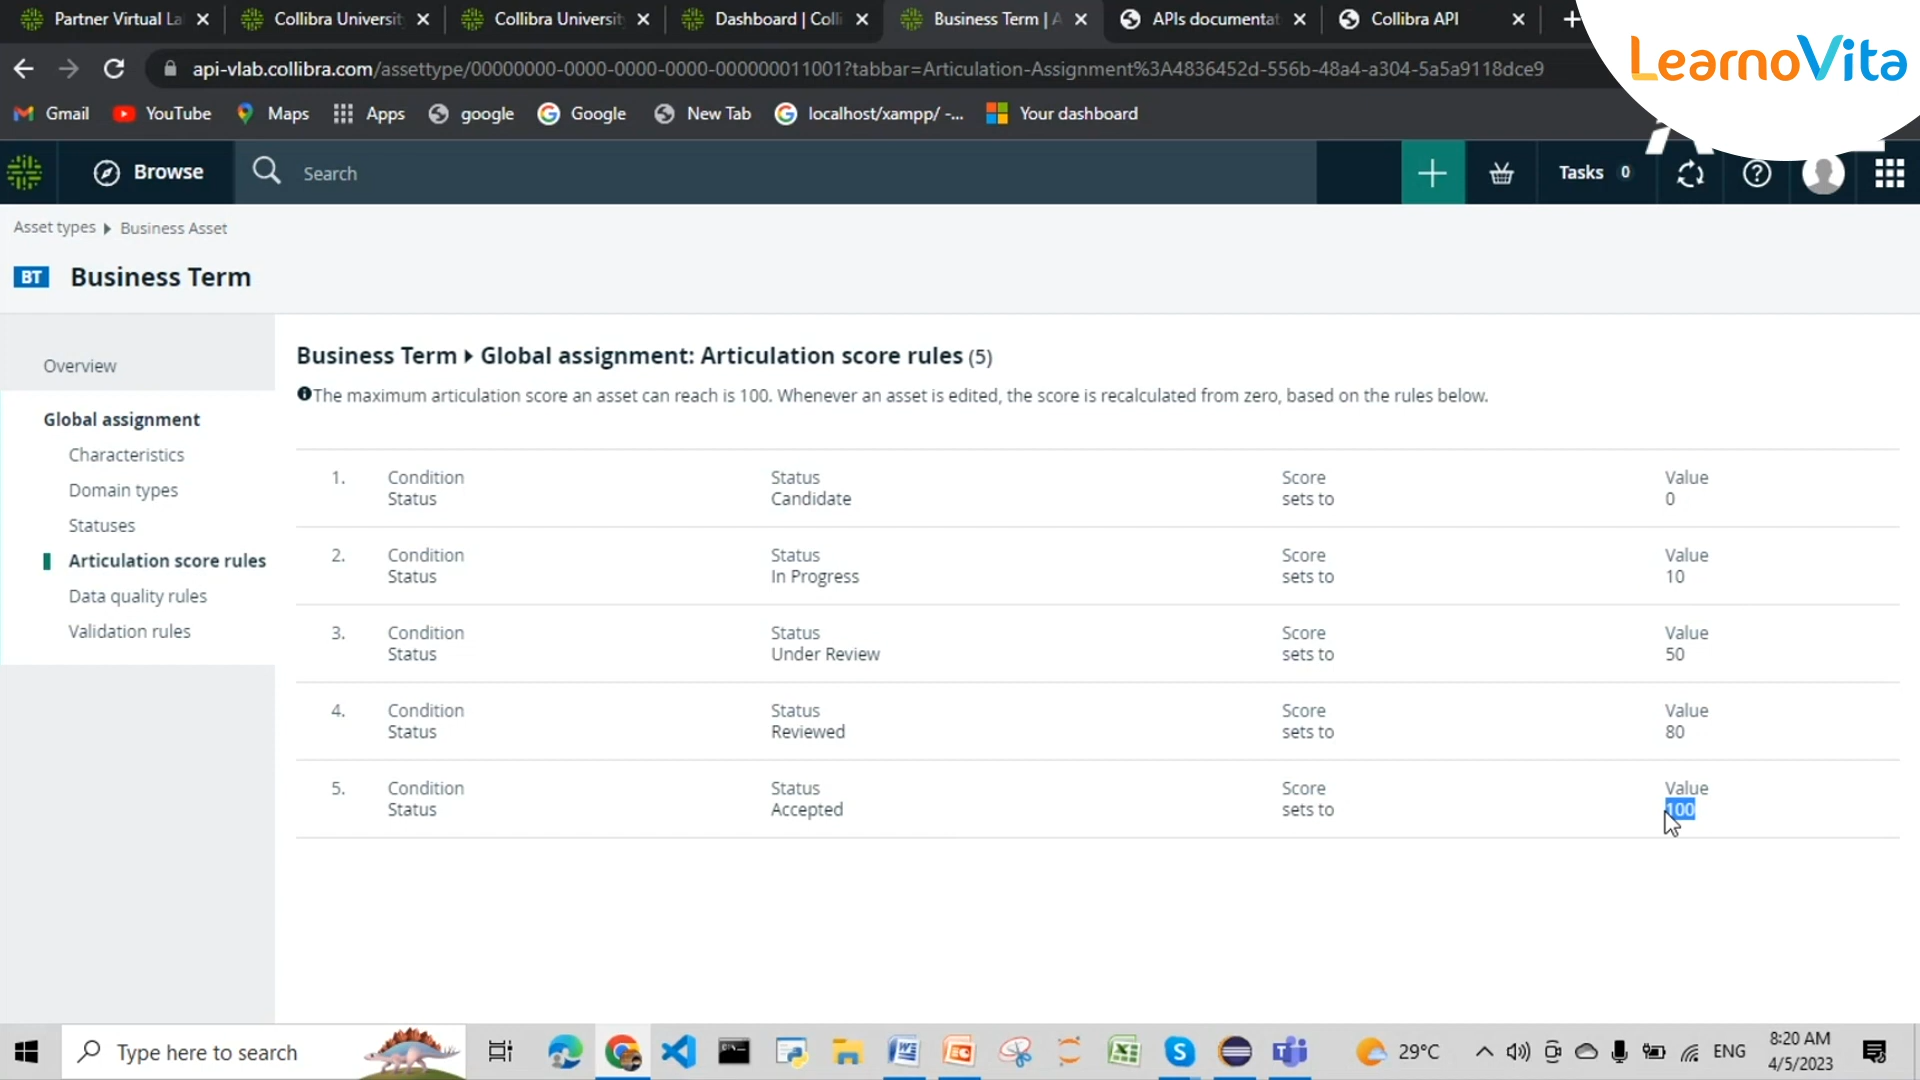 Partner Virtual La
Collibra Universit
Collibra Universit
Dashboard | Colli
Business Term | A
APIs documentat
Collibra API
LearnoVita
api-vlab.collibra.com/assettype/00000000-0000-0000-0000-000000011001?tabbar=Articulation-Assignment%3A4836452d-556b-48a4-a304-5a5a9118dce9
Gmail YouTube Maps Apps google Google New Tab localhost/xampp/ -... Your dashboard
Browse Search Tasks 0
Asset types Business Asset
BT Business Term
Overview
Global assignment
Characteristics
Domain types
Statuses
Articulation score rules
Data quality rules
Validation rules
Business Term Global assignment: Articulation score rules (5)
The maximum articulation score an asset can reach is 100. Whenever an asset is edited, the score is recalculated from zero, based on the rules below.
1. Condition Status Score Value
Status Candidate sets to 0
2. Condition Status Score Value
Status In Progress sets to 10
3. Condition Status Score Value
Status Under Review sets to 50
4. Condition Status Score Value
Status Reviewed sets to 80
5. Condition Status Score Value
Status Accepted sets to 100
Type here to search
29°C
ENG
8:20 AM
4/5/2023